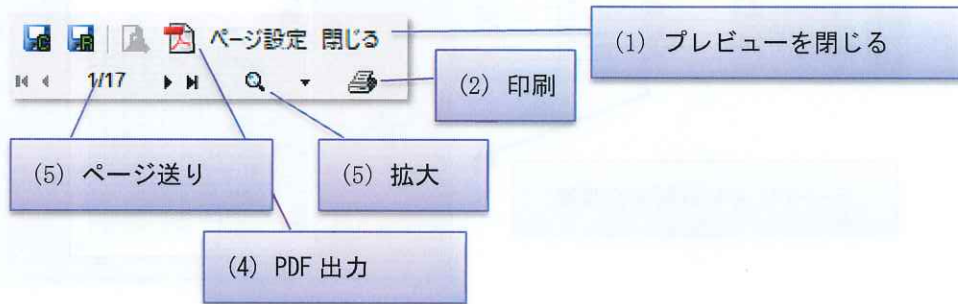 ページ設定 閉じる
1/17
(1) プレビューを閉じる
(2) 印刷
(5) ページ送り
(5) 拡大
(4) PDF 出力